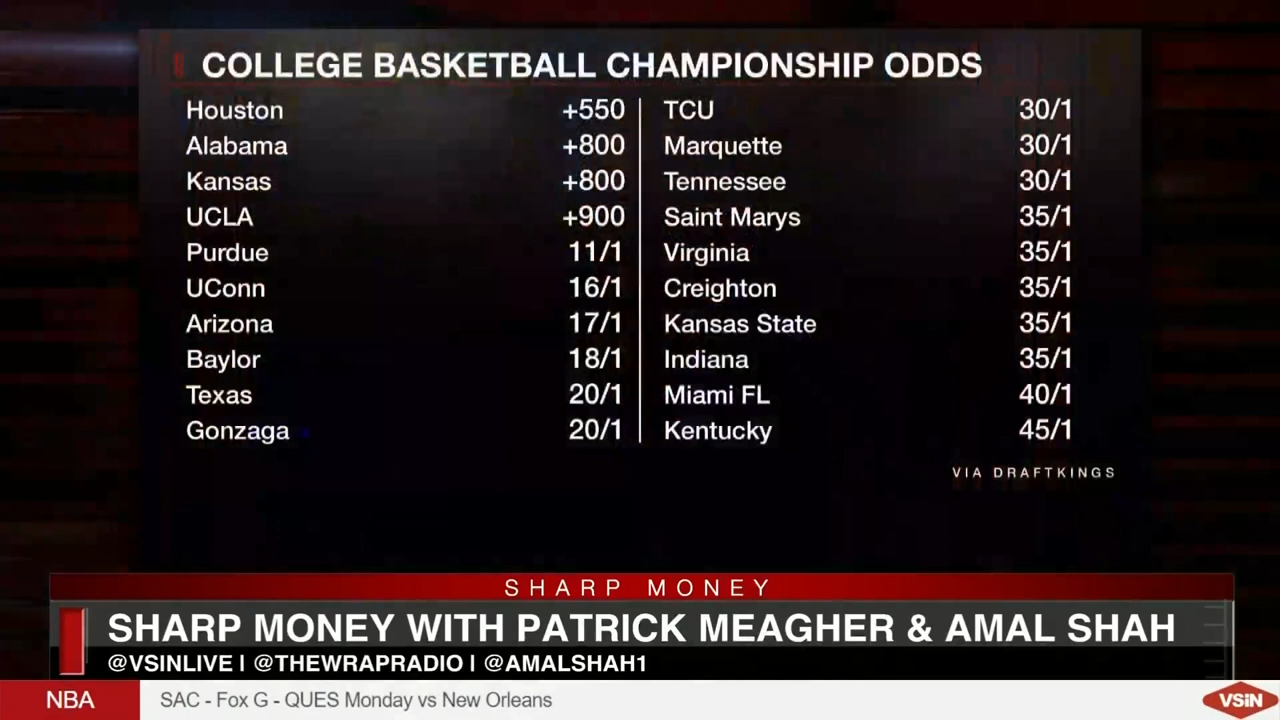 COLLEGE BASKETBALL CHAMPIONSHIP ODDS
Houston +550
Alabama +800
Kansas +800
UCLA +900
Purdue 11/1
UConn 16/1
Arizona 17/1
Baylor 18/1
Texas 20/1
Gonzaga 20/1
TCU 30/1
Marquette 30/1
Tennessee 30/1
Saint Marys 35/1
Virginia 35/1
Creighton 35/1
Kansas State 35/1
Indiana 35/1
Miami FL 40/1
Kentucky 45/1
VIA DRAFTKINGS
SHARP MONEY
SHARP MONEY WITH PATRICK MEAGHER & AMAL SHAH
@VSINLIVE | @THEWRAPRADIO | @AMALSHAH1
NBA SAC - Fox G - QUES Monday vs New Orleans
VSiN